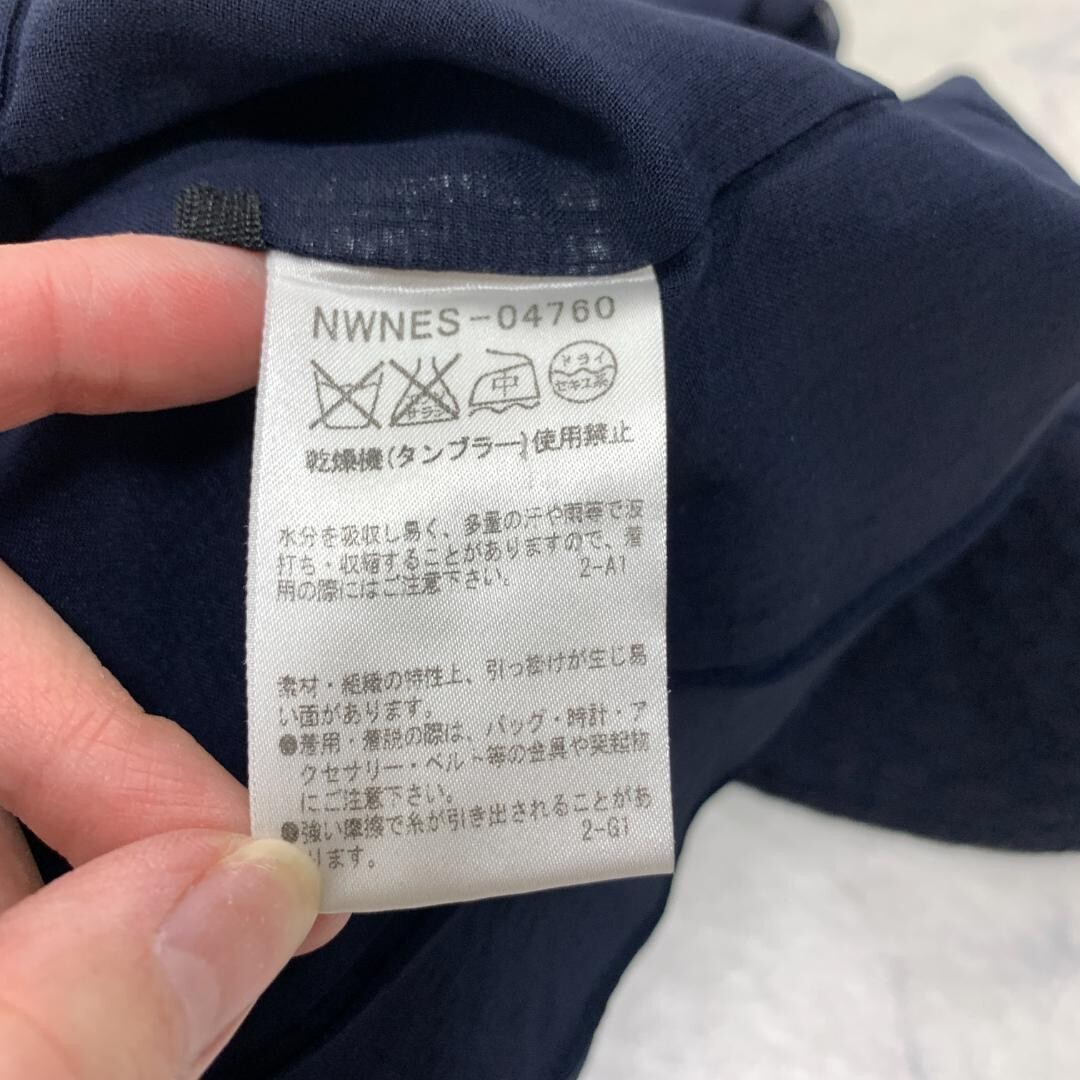 NWNES-04760
エンソ サラシ 中 ドライ セキユ系
乾燥機(タンブラー)使用禁止
水分を吸収し易く、多量の汗や雨等で波
打ち・収縮することがありますので、着
用の際にはご注意下さい。 2-A1
素材・組織の特性上、引っ掛けが生じ易
い面があります。
●着用・着脱の際は、バッグ・時計・ア
クセサリー・ベルト等の金具や突起物
にご注意下さい。
●強い摩擦で糸が引き出されることがあ
ります。 2-G1